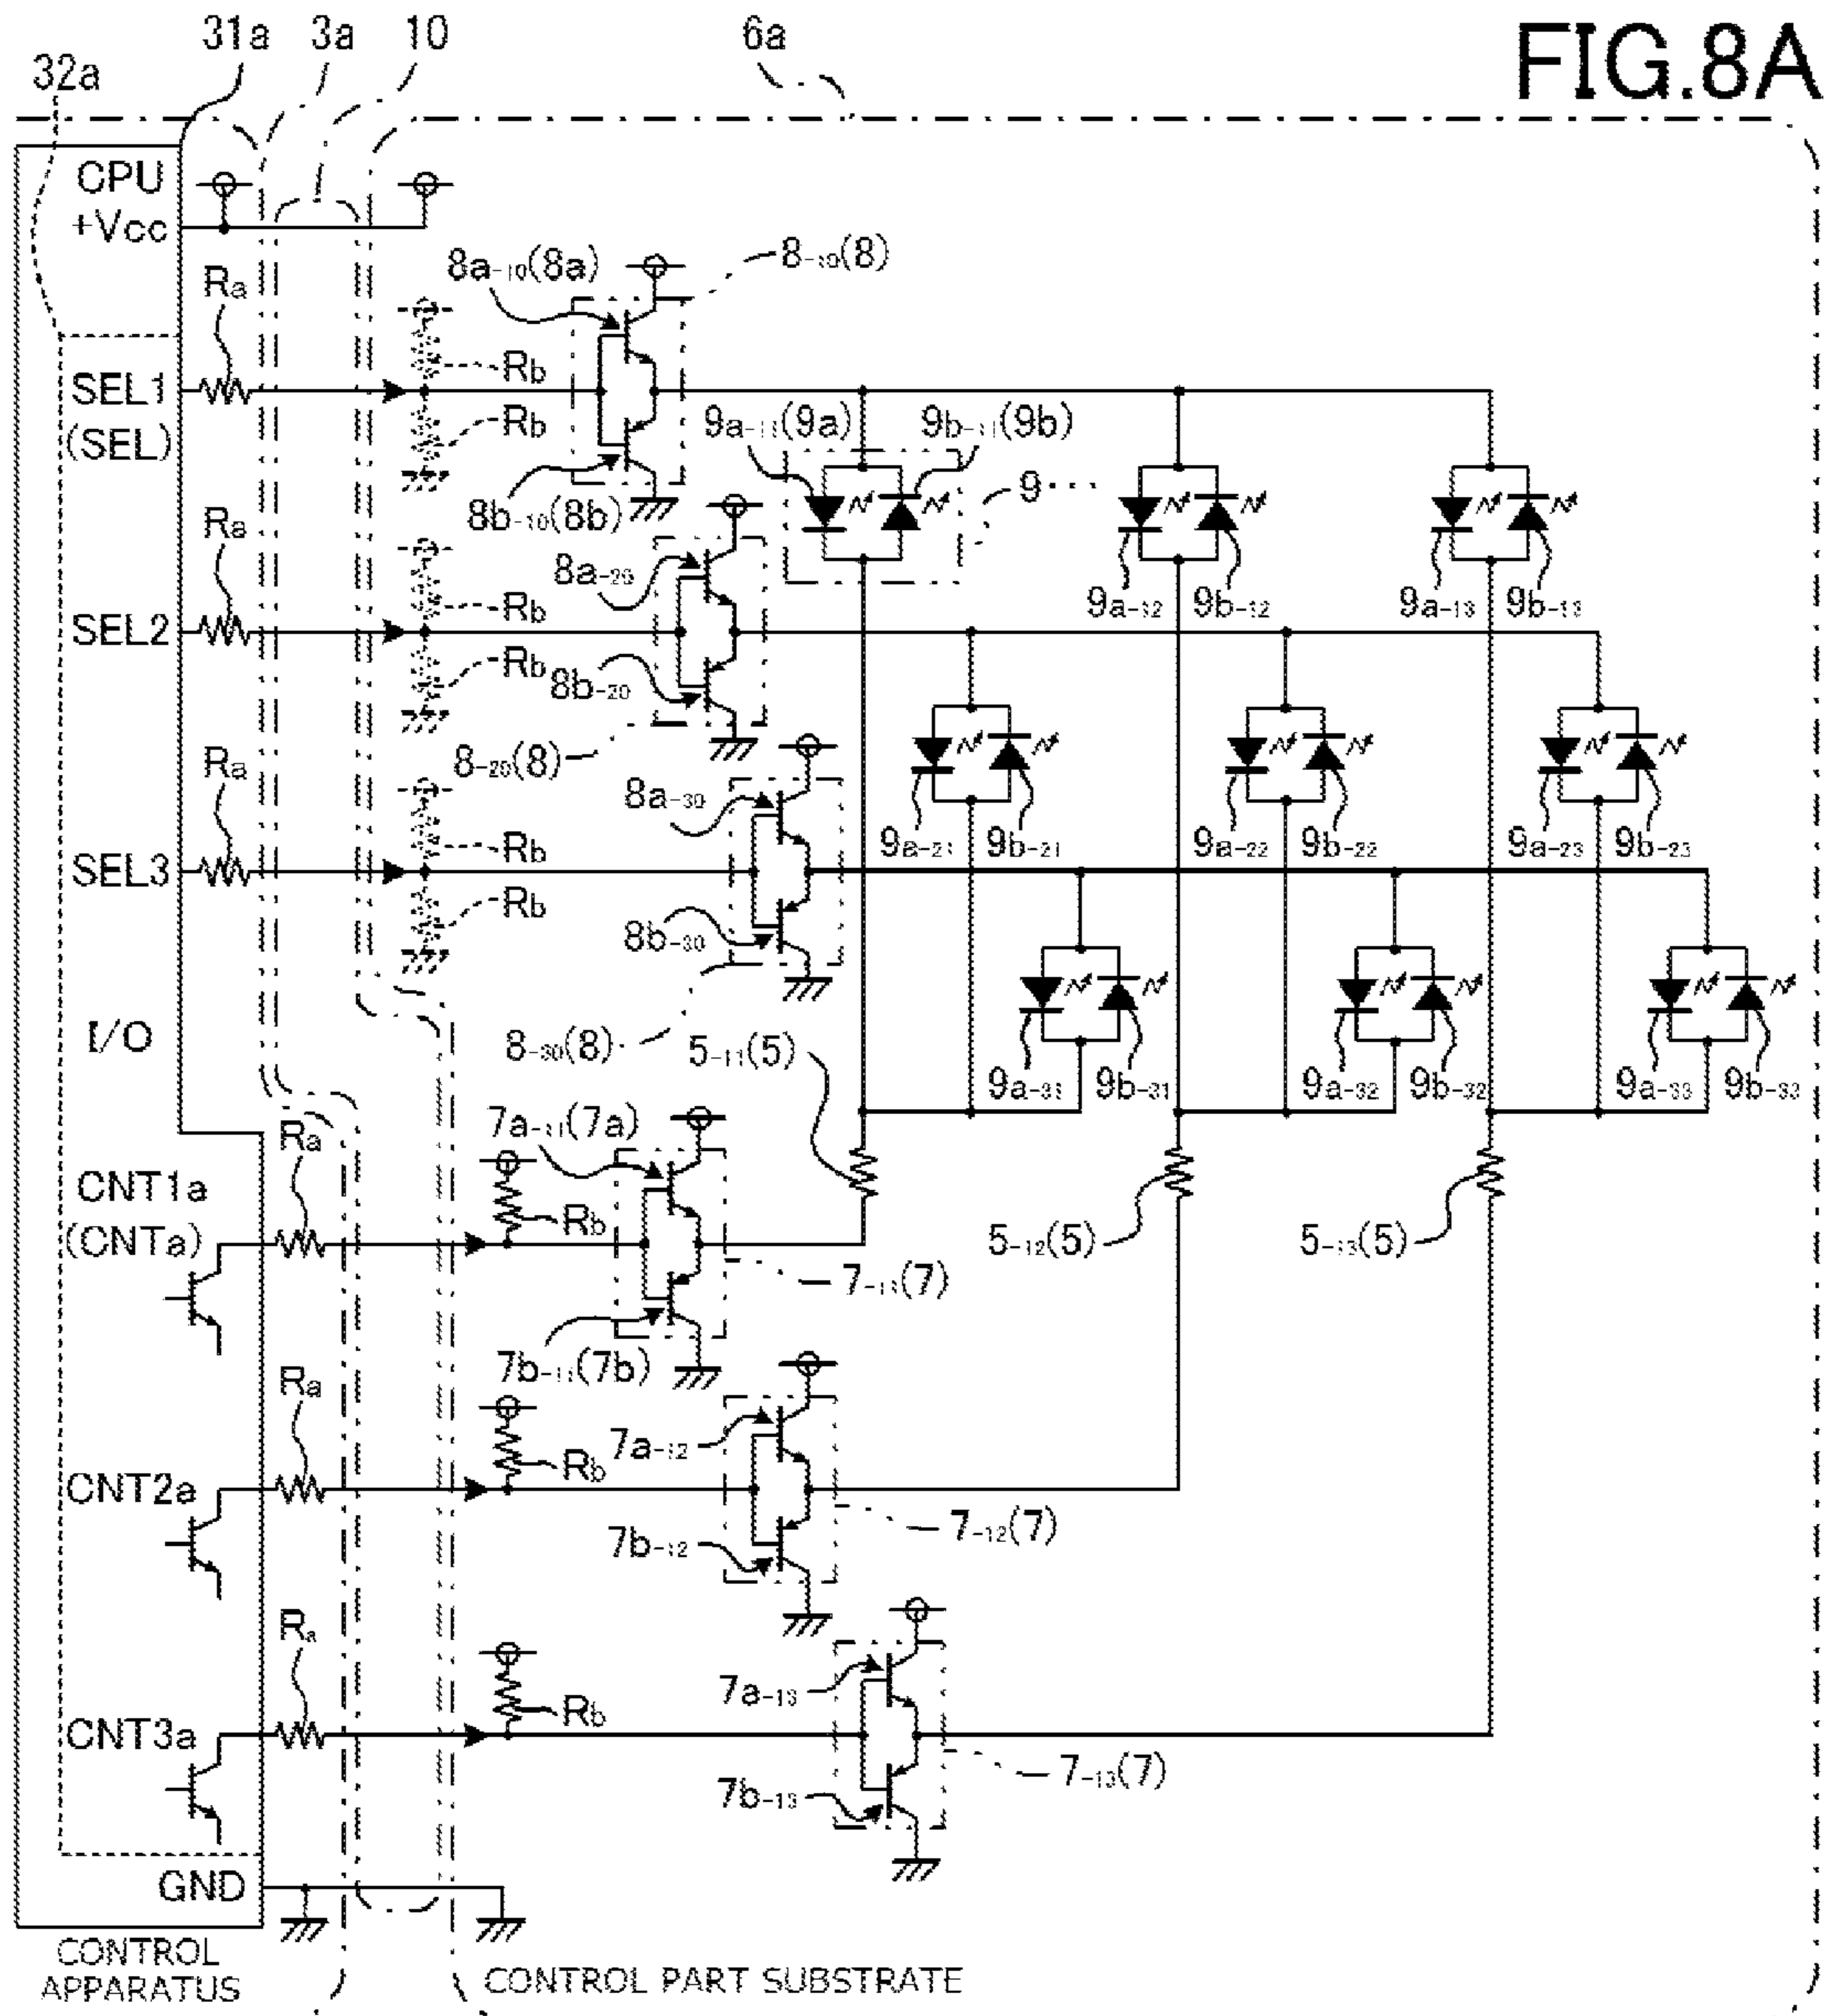 FIG.8A
31a 3a 10 6a
32a
CPU
+Vcc
8a-10(8a) 8-10(8)
Ra
Rb
SEL1
(SEL)
Rb
9a-11(9a) 9b-11(9b)
8b-10(8b)
9
Ra
8a-20
Rb
9a-12 9b-12 9a-13 9b-13
SEL2
Rb
8b-20
8-20(8)
Ra
8a-30
Rb
9a-21 9b-21 9a-22 9b-22 9a-23 9b-23
SEL3
Rb
8b-30
I/O
8-30(8)
5-11(5)
9a-31 9b-31 9a-32 9b-32 9a-33 9b-33
Ra
7a-11(7a)
CNT1a
(CNTa)
Rb
5-12(5) 5-13(5)
7-11(7)
7b-11(7b)
Ra
7a-12
Rb
CNT2a
7-12(7)
7b-12
Ra
7a-13
Rb
CNT3a
7-13(7)
7b-13
GND
CONTROL
APPARATUS
CONTROL PART SUBSTRATE